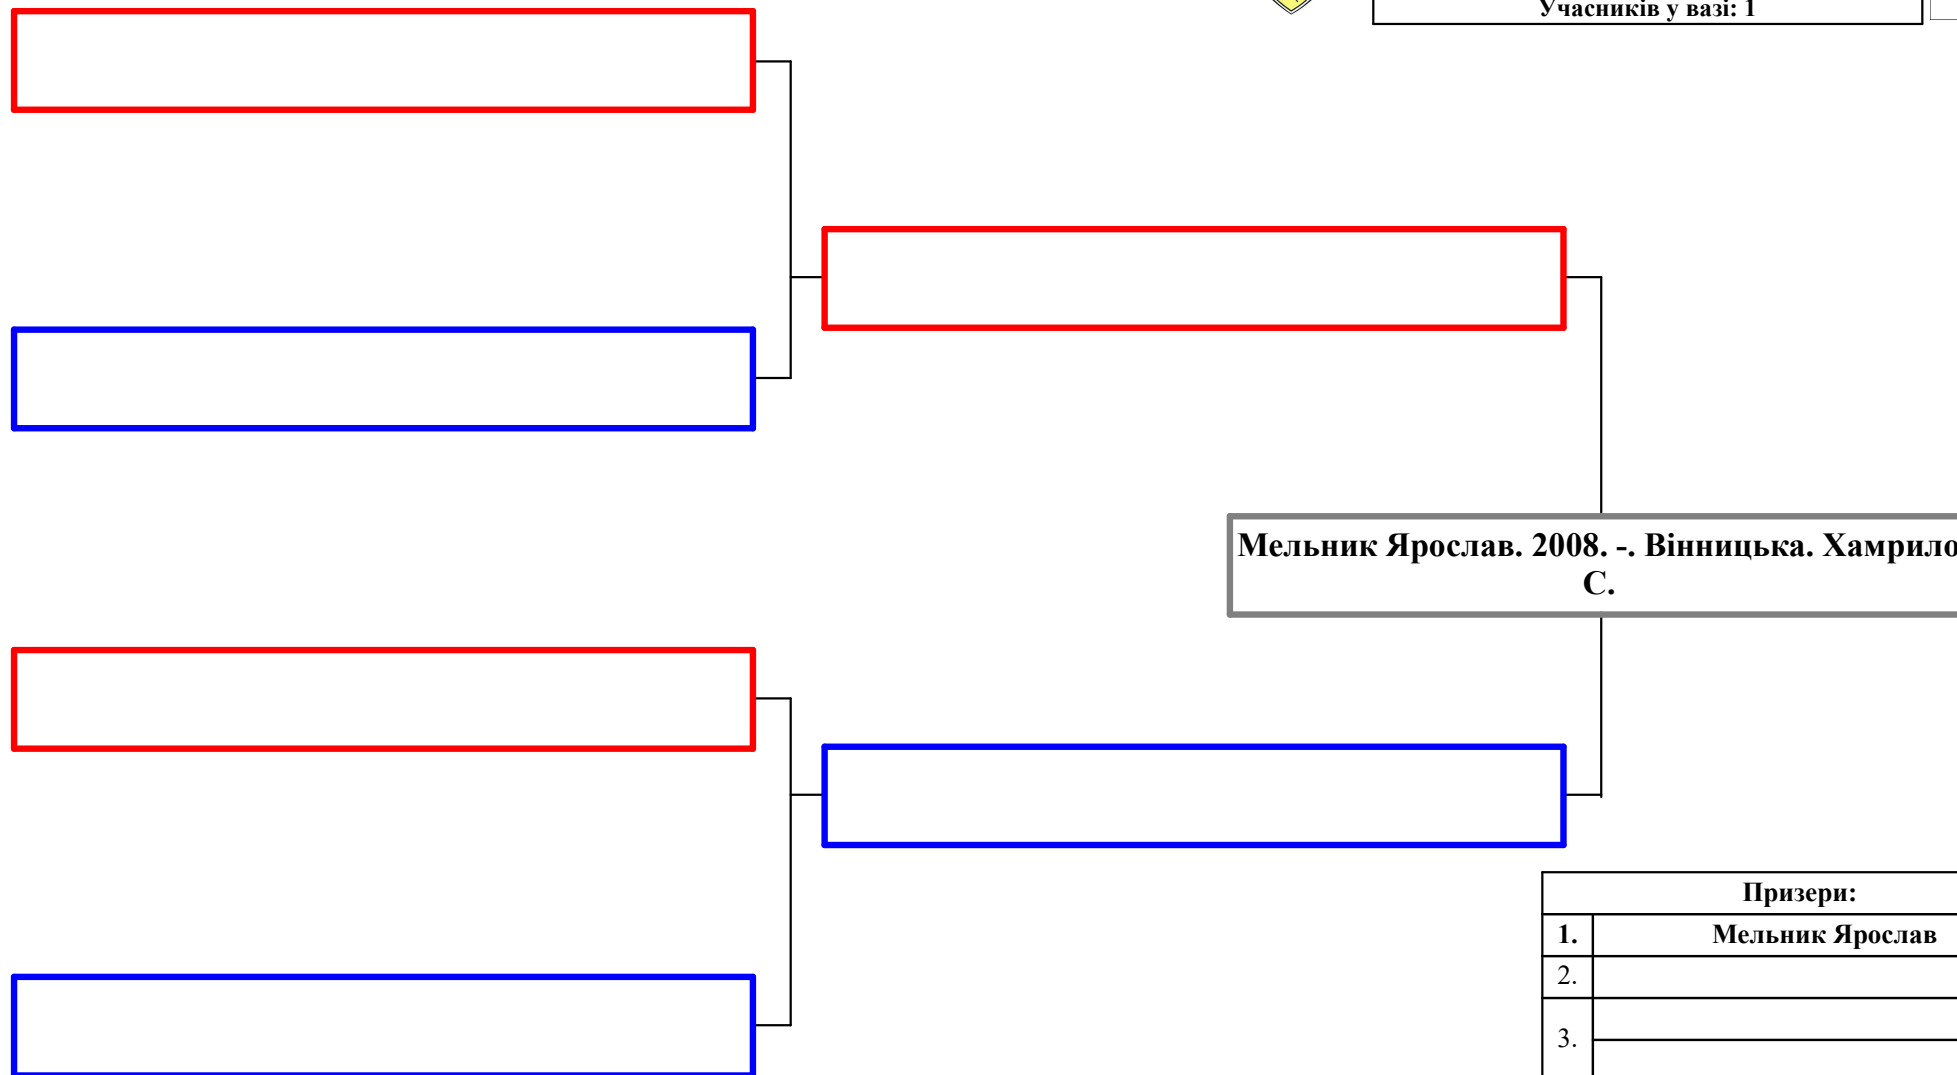 Учасників у вазі: 1
Мельник Ярослав. 2008. -. Вінницька. Хамрило
С.
Призери:
1. Мельник Ярослав
2.
3.